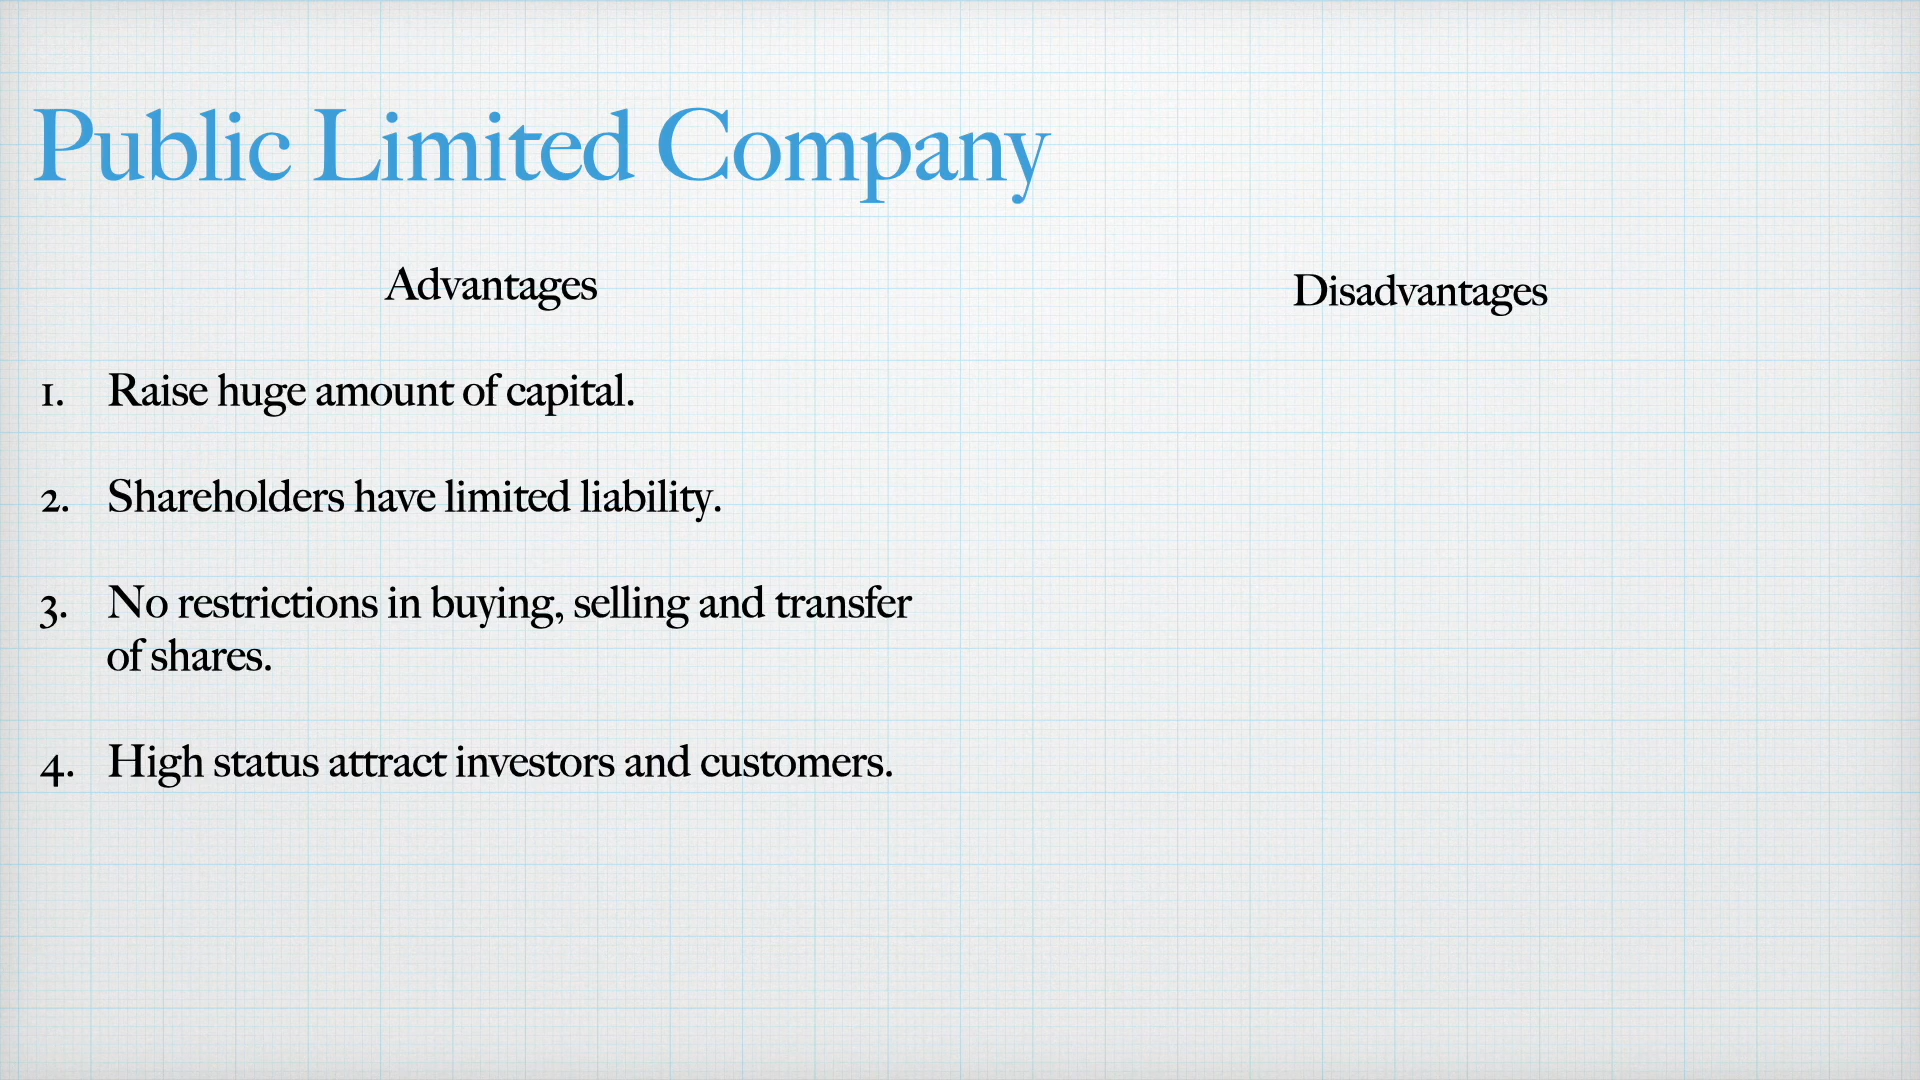 Public Limited Company
Advantages
Disadvantages
1. Raise huge amount of capital.
2. Shareholders have limited liability.
3. No restrictions in buying, selling and transfer
of shares.
4. High status attract investors and customers.